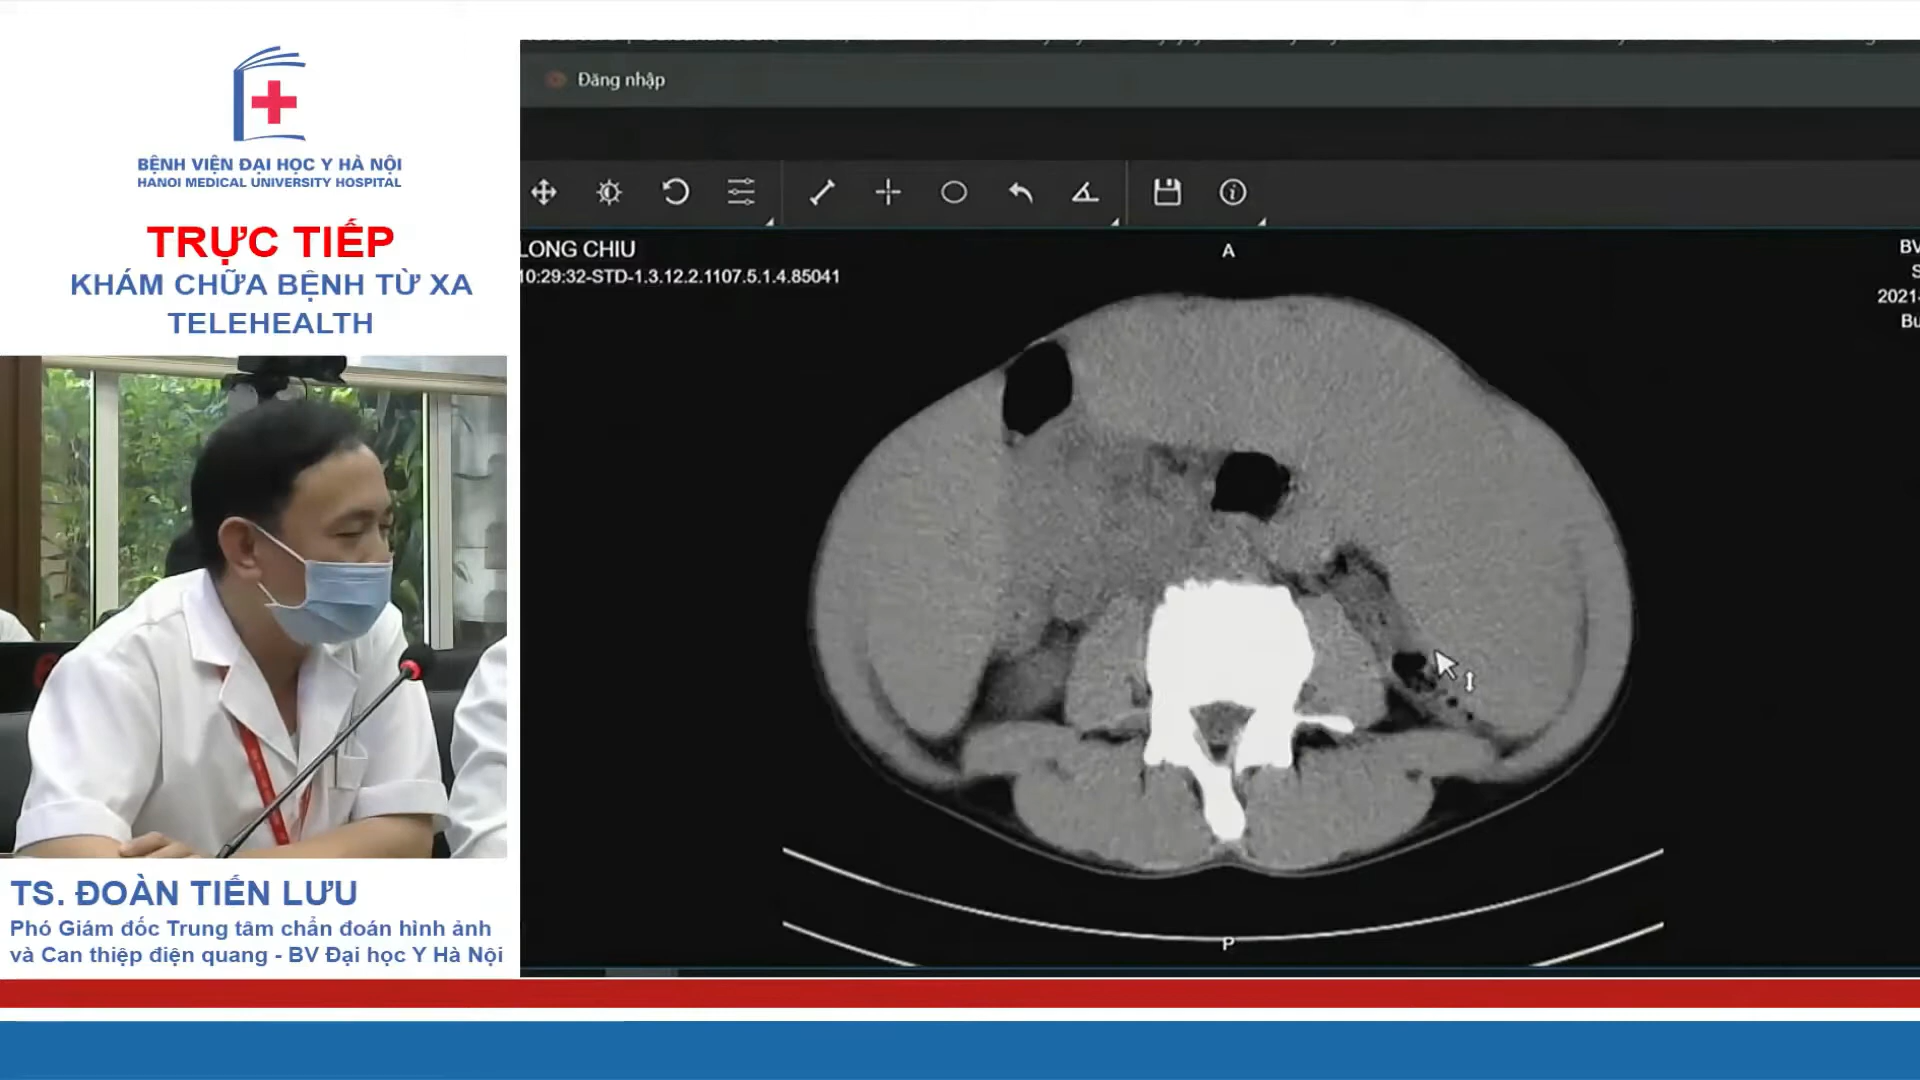 BỆNH VIỆN ĐẠI HỌC Y HÀ NỘI
HANOI MEDICAL UNIVERSITY HOSPITAL
TRỰC TIẾP
KHÁM CHỮA BỆNH TỪ XA
TELEHEALTH
TS. ĐOÀN TIẾN LƯU
Phó Giám đốc Trung tâm chẩn đoán hình ảnh
và Can thiệp điện quang - BV Đại học Y Hà Nội
Đăng nhập
LONG CHIU
10:29:32-STD-1.3.12.2.1107.5.1.4.85041
A
BV
S
2021
Bu
P